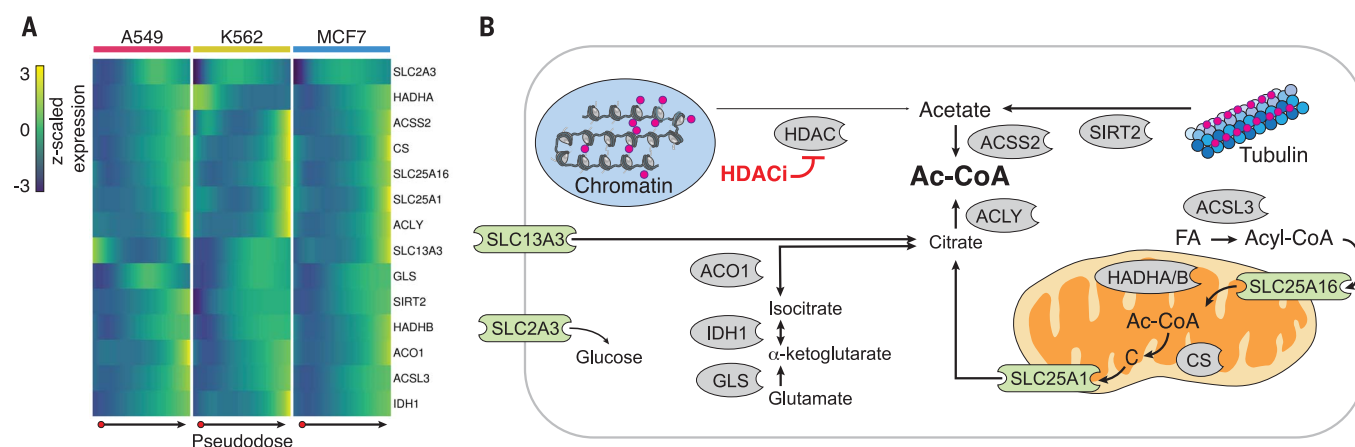 A
A549
K562
MCF7
3
0
-3
z-scaled
expression
SLC2A3
HADHA
ACSS2
CS
SLC25A16
SLC25A1
ACLY
SLC13A3
GLS
SIRT2
HADHB
ACO1
ACSL3
IDH1
Pseudodose
B
Chromatin
HDAC
HDACi
Acetate
ACSS2
SIRT2
Tubulin
Ac-CoA
ACLY
Citrate
ACSL3
FA
Acyl-CoA
SLC13A3
ACO1
HADHA/B
SLC25A16
Isocitrate
Ac-CoA
SLC2A3
IDH1
Glucose
α-ketoglutarate
C
CS
GLS
SLC25A1
Glutamate